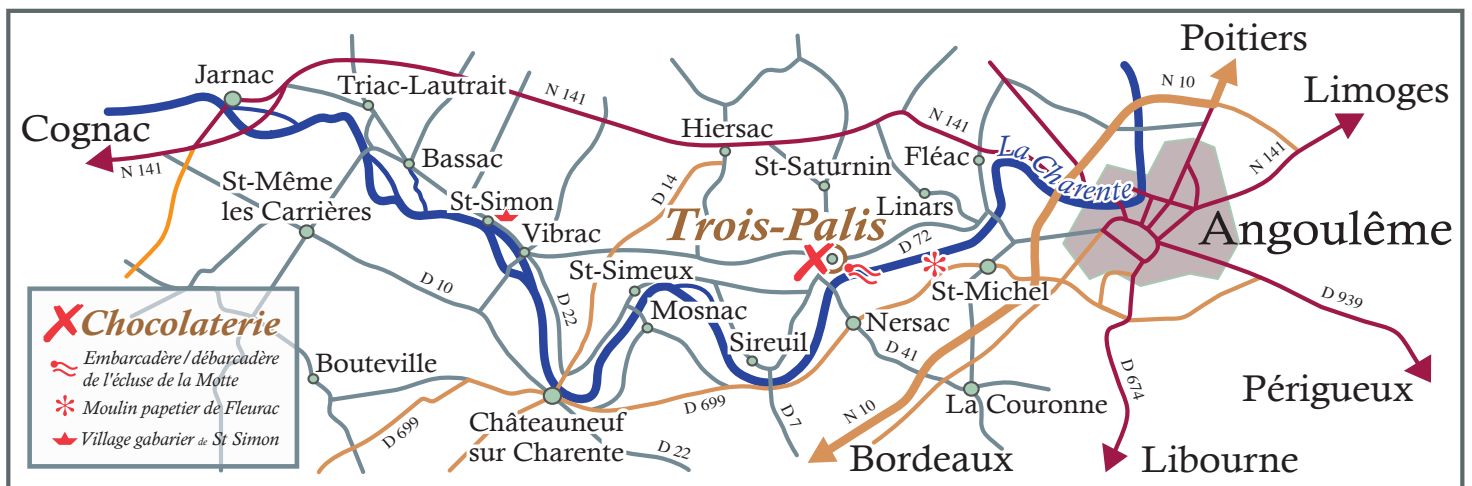 Poitiers
N 10
Limoges
Jarnac
Triac-Lautrait
N 141
Hiersac
N 141
Cognac
N 141
Bassac
St-Saturnin
Fléac
La Charente
N 141
St-Même
les Carrières
St-Simon
D 14
Linars
Vibrac
Trois-Palis
D 72
Angoulême
D 10
St-Simeux
St-Michel
D 22
Mosnac
Nersac
D 939
Chocolaterie
Embarcadère/débarcadère
de l'écluse de la Motte
Moulin papetier de Fleurac
Village gabarier de St Simon
Bouteville
Sireuil
D 41
Périgueux
D 674
D 699
Châteauneuf
sur Charente
D 699
D 7
N 10
La Couronne
D 22
Bordeaux
Libourne